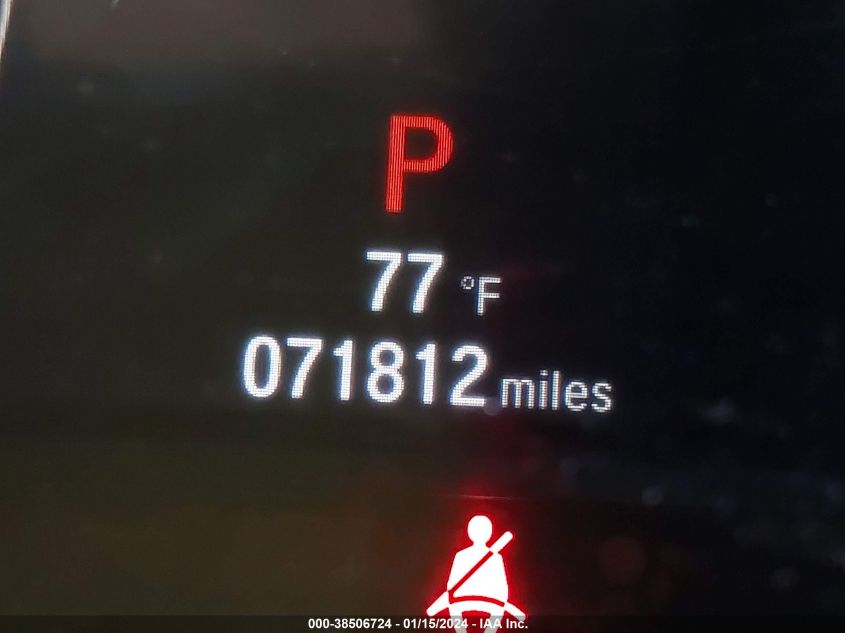 P
77 °F
071812 miles
000-38506724 - 01/15/2024 - IAA Inc.